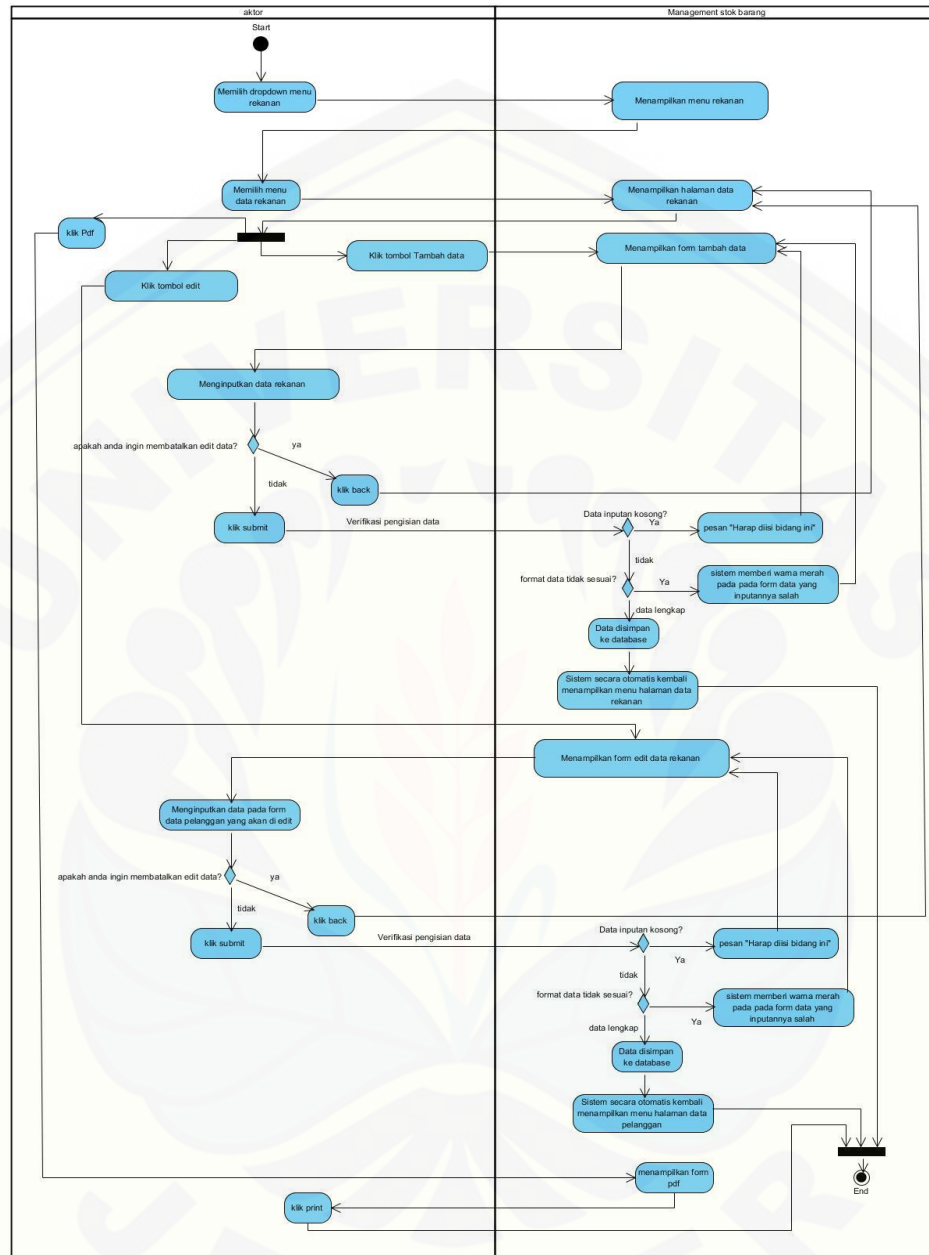 aktor
Management stok barang
Start
Memilih dropdown menu
rekanan
Menampilkan menu rekanan
Memilih menu
data rekanan
Menampilkan halaman data
rekanan
klik Pdf
Klik tombol Tambah data
Menampilkan form tambah data
Klik tombol edit
Menginputkan data rekanan
apakah anda ingin membatalkan edit data?
ya
tidak
klik back
klik submit
Verifikasi pengisian data
Data inputan kosong?
Ya
pesan "Harap diisi bidang ini"
tidak
format data tidak sesuai?
Ya
sistem memberi warna merah
pada pada form data yang
inputannya salah
data lengkap
Data disimpan
ke database
Sistem secara otomatis kembali
menampilkan menu halaman data
rekanan
Menampilkan form edit data rekanan
Menginputkan data pada form
data pelanggan yang akan di edit
apakah anda ingin membatalkan edit data?
ya
tidak
klik back
klik submit
Verifikasi pengisian data
Data inputan kosong?
Ya
pesan "Harap diisi bidang ini"
tidak
format data tidak sesuai?
Ya
sistem memberi warna merah
pada pada form data yang
inputannya salah
data lengkap
Data disimpan
ke database
Sistem secara otomatis kembali
menampilkan menu halaman data
pelanggan
menampilkan form
pdf
klik print
End
UNIVERSITAS
JEMBER